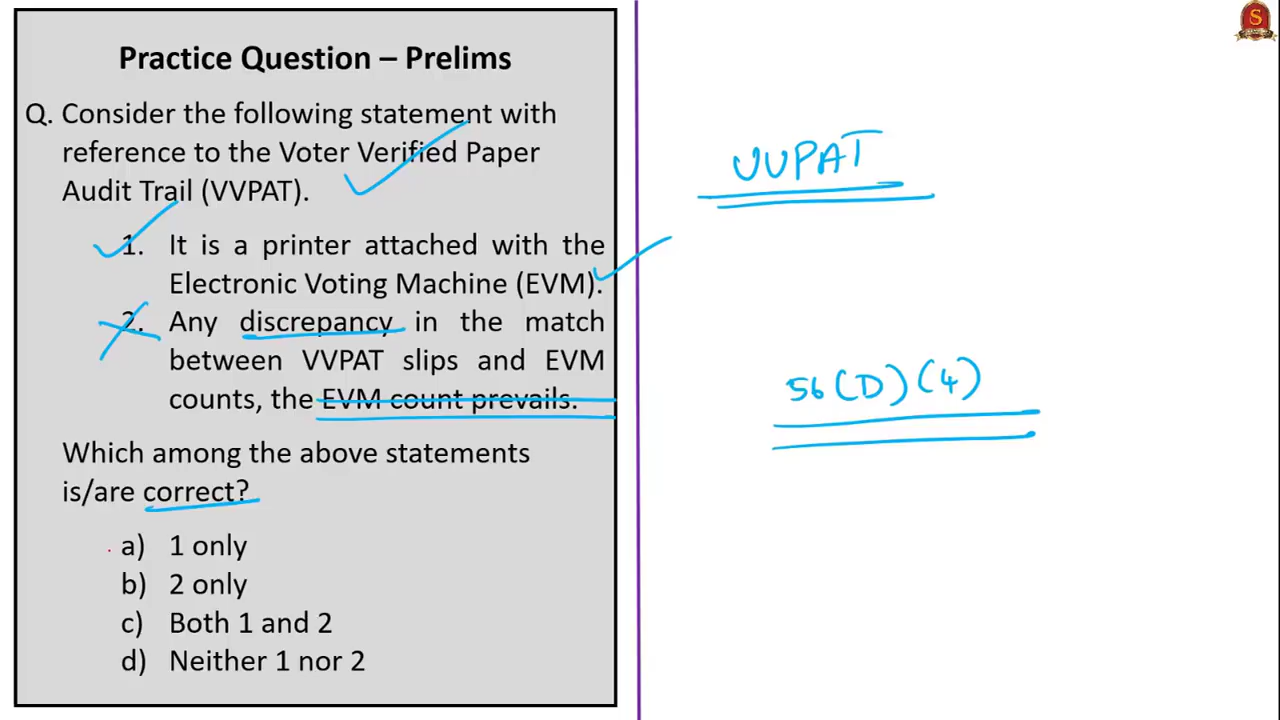 Practice Question – Prelims
Q. Consider the following statement with
reference to the Voter Verified Paper
Audit Trail (VVPAT).
1. It is a printer attached with the
Electronic Voting Machine (EVM).
2. Any discrepancy in the match
between VVPAT slips and EVM
counts, the EVM count prevails.
Which among the above statements
is/are correct?
a) 1 only
b) 2 only
c) Both 1 and 2
d) Neither 1 nor 2
VVPAT
56(D)(4)
S